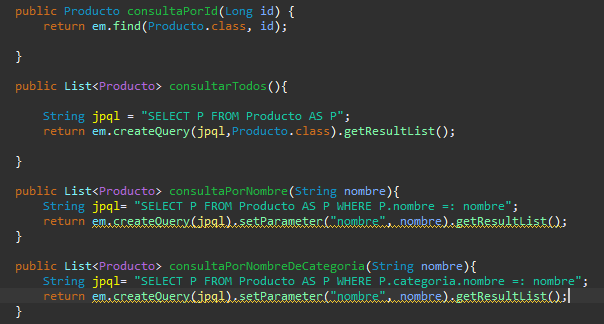 public Producto consultaPorId(Long id) {
return em.find(Producto.class, id);
}
public List<Producto> consultarTodos(){
String jpql = "SELECT P FROM Producto AS P";
return em.createQuery(jpql,Producto.class).getResultList();
}
public List<Producto> consultaPorNombre(String nombre){
String jpql= "SELECT P FROM Producto AS P WHERE P.nombre =: nombre";
return em.createQuery(jpql).setParameter("nombre", nombre).getResultList();
}
public List<Producto> consultaPorNombreDeCategoria(String nombre){
String jpql= "SELECT P FROM Producto AS P WHERE P.categoria.nombre =: nombre";
return em.createQuery(jpql).setParameter("nombre", nombre).getResultList();
}